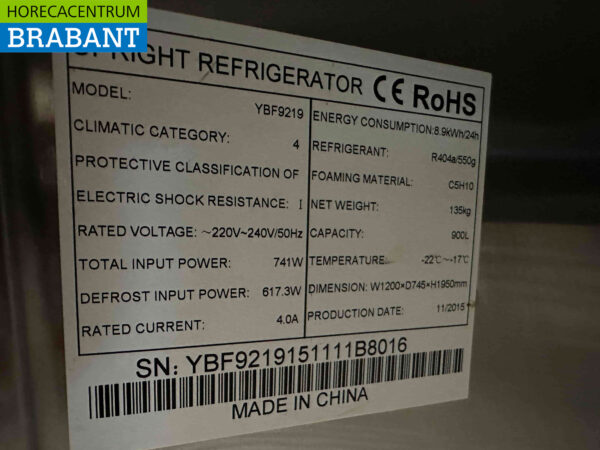 HORECACENTRUM
BRABANT
UPRIGHT REFRIGERATOR CE RoHS
MODEL: YBF9219
CLIMATIC CATEGORY: 4
PROTECTIVE CLASSIFICATION OF
ELECTRIC SHOCK RESISTANCE: I
RATED VOLTAGE: ~220V~240V/50Hz
TOTAL INPUT POWER: 741W
DEFROST INPUT POWER: 617.3W
RATED CURRENT: 4.0A
ENERGY CONSUMPTION:8.9kWh/24h
REFRIGERANT: R404a/550g
FOAMING MATERIAL: C5H10
NET WEIGHT: 135kg
CAPACITY: 900L
TEMPERATURE: -22℃~-17℃
DIMENSION: W1200×D745×H1950mm
PRODUCTION DATE: 11/2015
SN: YBF9219151111B8016
MADE IN CHINA